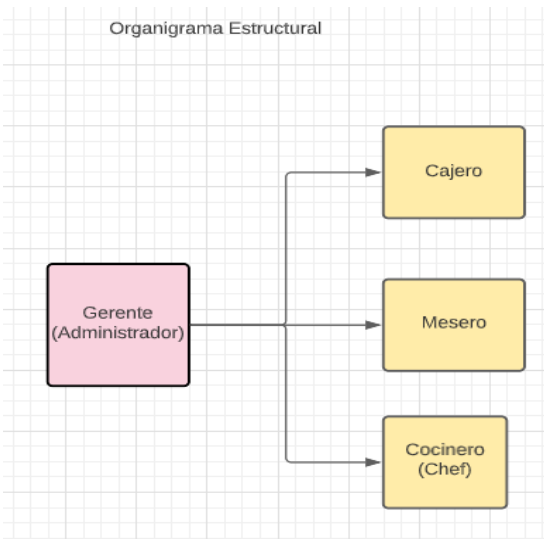 Organigrama Estructural
Cajero
Gerente
(Administrador)
Mesero
Cocinero
(Chef)